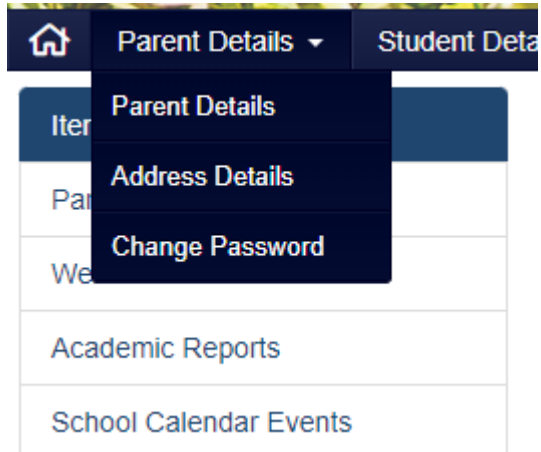 Parent Details Student Deta
Parent Details
Address Details
Change Password
Iter
Par
We
Academic Reports
School Calendar Events